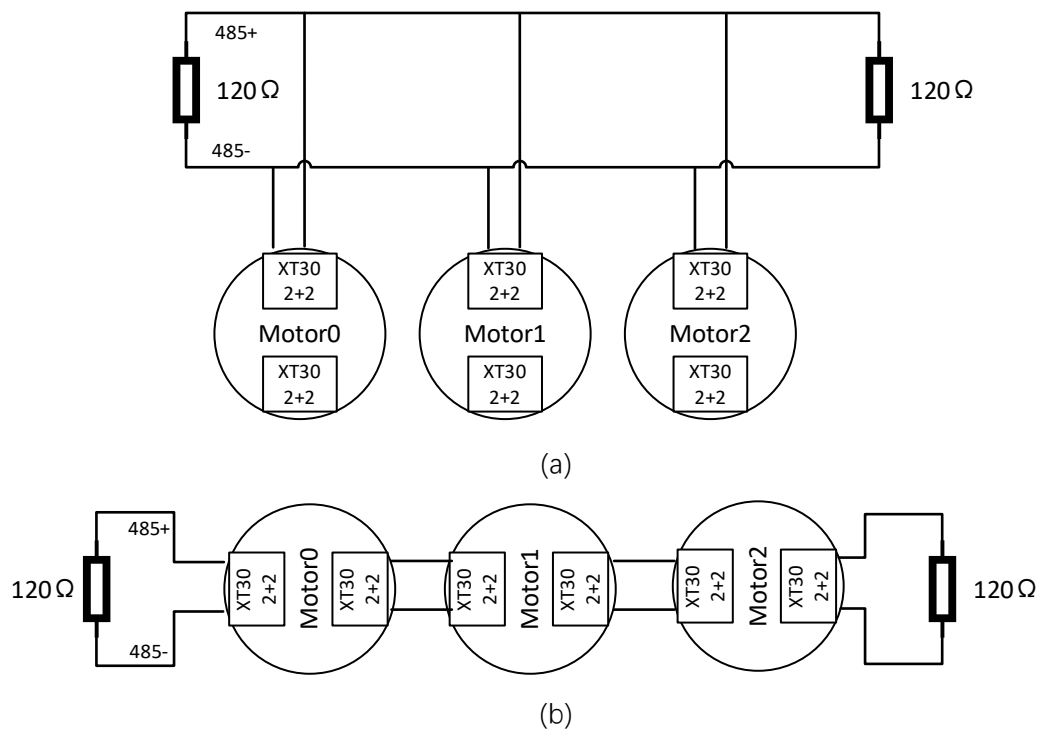 485+
120Ω
120Ω
485-
XT30
2+2
XT30
2+2
XT30
2+2
Motor0
Motor1
Motor2
XT30
2+2
XT30
2+2
XT30
2+2
(a)
485+
120Ω
XT30
2+2
Motor0
XT30
2+2
XT30
2+2
Motor1
XT30
2+2
XT30
2+2
Motor2
XT30
2+2
120Ω
485-
(b)